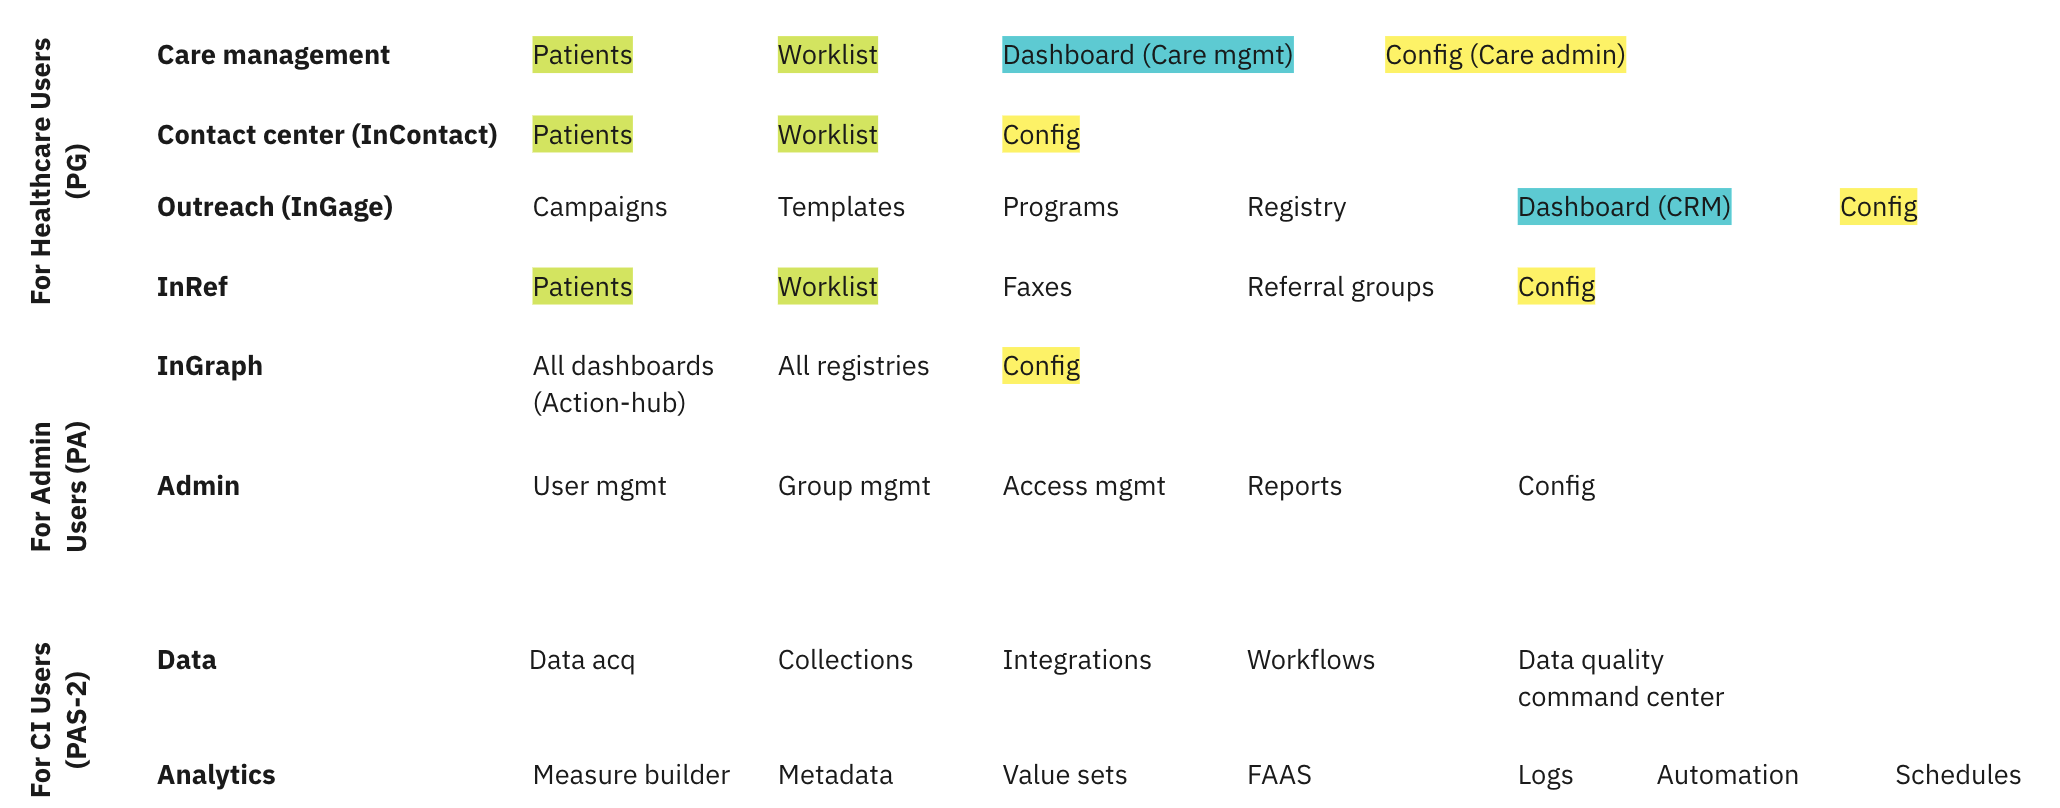 For Healthcare Users
(PG)
Care management Patients Worklist Dashboard (Care mgmt) Config (Care admin)
Contact center (InContact) Patients Worklist Config
Outreach (InGage) Campaigns Templates Programs Registry Dashboard (CRM) Config
InRef Patients Worklist Faxes Referral groups Config
InGraph All dashboards All registries Config
(Action-hub)
For Admin
Users (PA)
Admin User mgmt Group mgmt Access mgmt Reports Config
For CI Users
(PAS-2)
Data Data acq Collections Integrations Workflows Data quality
command center
Analytics Measure builder Metadata Value sets FAAS Logs Automation Schedules